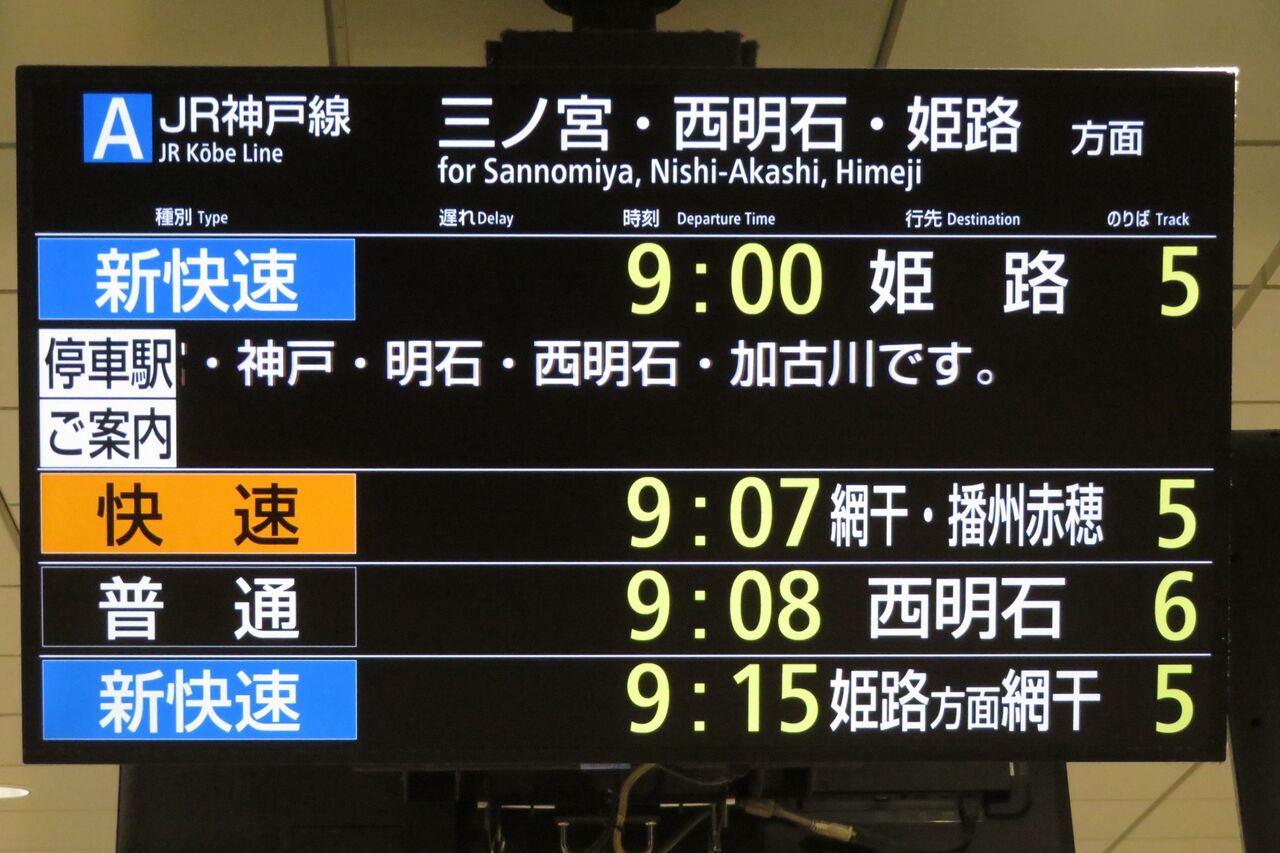 A JR神戸線 三ノ宮・西明石・姫路 方面
JR Kōbe Line for Sannomiya, Nishi-Akashi, Himeji
種別 Type 遅れ Delay 時刻 Departure Time 行先 Destination のりば Track
新快速 9:00 姫路 5
停車駅 ・神戸・明石・西明石・加古川です。
ご案内
快速 9:07 網干・播州赤穂 5
普通 9:08 西明石 6
新快速 9:15 姫路方面網干 5